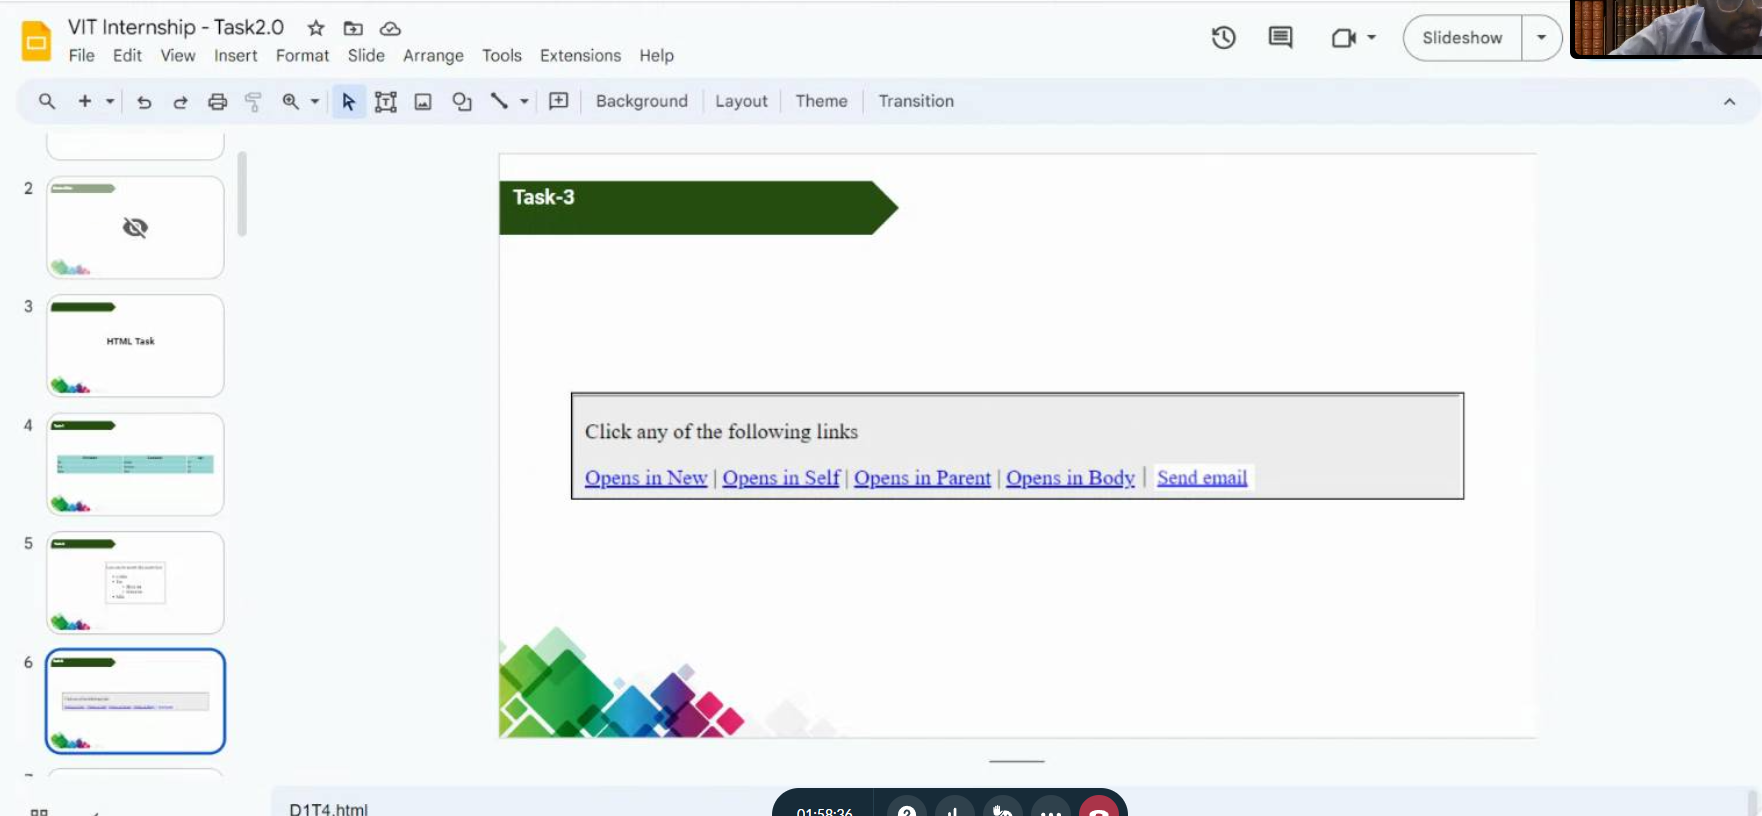 VIT Internship - Task2.0
File Edit View Insert Format Slide Arrange Tools Extensions Help
Slideshow
Background Layout Theme Transition
2
3
HTML Task
4
5
6
Task-3
Click any of the following links
Opens in New | Opens in Self | Opens in Parent | Opens in Body | Send email
D1T4.html
01:58:36